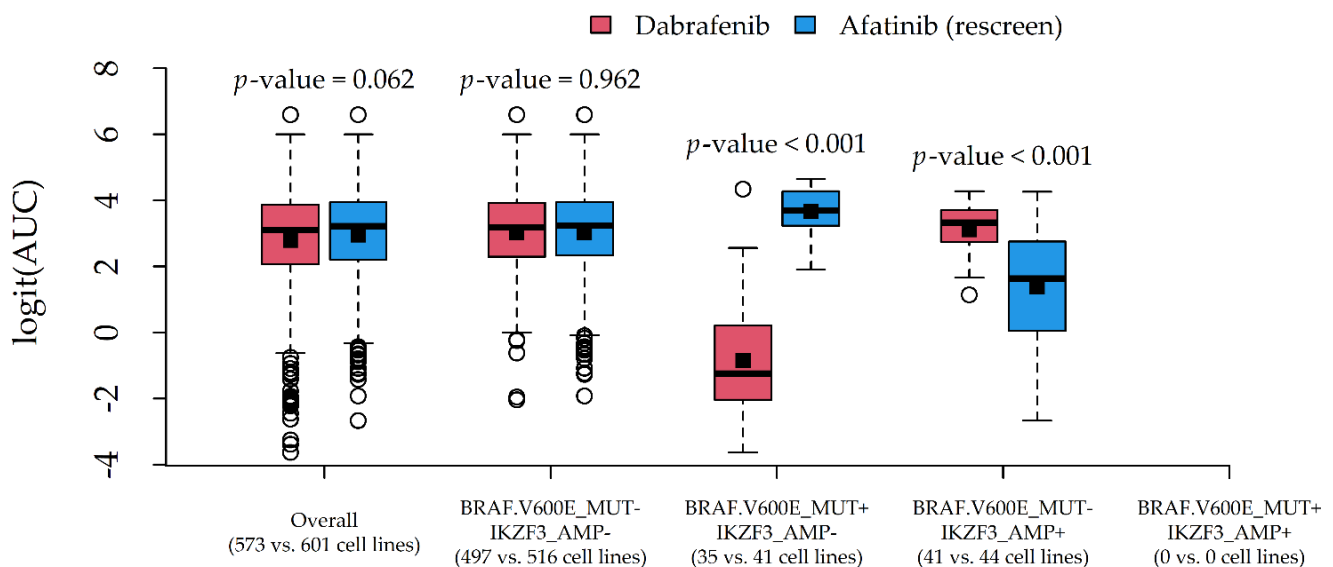 Dabrafenib Afatinib (rescreen)
p-value = 0.062 p-value = 0.962
p-value < 0.001 p-value < 0.001
logit(AUC)
8
6
4
2
0
-2
-4
Overall
(573 vs. 601 cell lines)
BRAF.V600E_MUT-
IKZF3_AMP-
(497 vs. 516 cell lines)
BRAF.V600E_MUT+
IKZF3_AMP-
(35 vs. 41 cell lines)
BRAF.V600E_MUT-
IKZF3_AMP+
(41 vs. 44 cell lines)
BRAF.V600E_MUT+
IKZF3_AMP+
(0 vs. 0 cell lines)